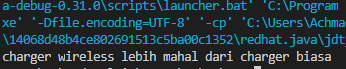 a-debug-0.31.0\scripts\launcher.bat' 'C:\Program
xe' '-Dfile.encoding=UTF-8' '-cp' 'C:\Users\Achma
\14068d48b4ce802691513c5ba00c1352\redhat.java\jdt
charger wireless lebih mahal dari charger biasa